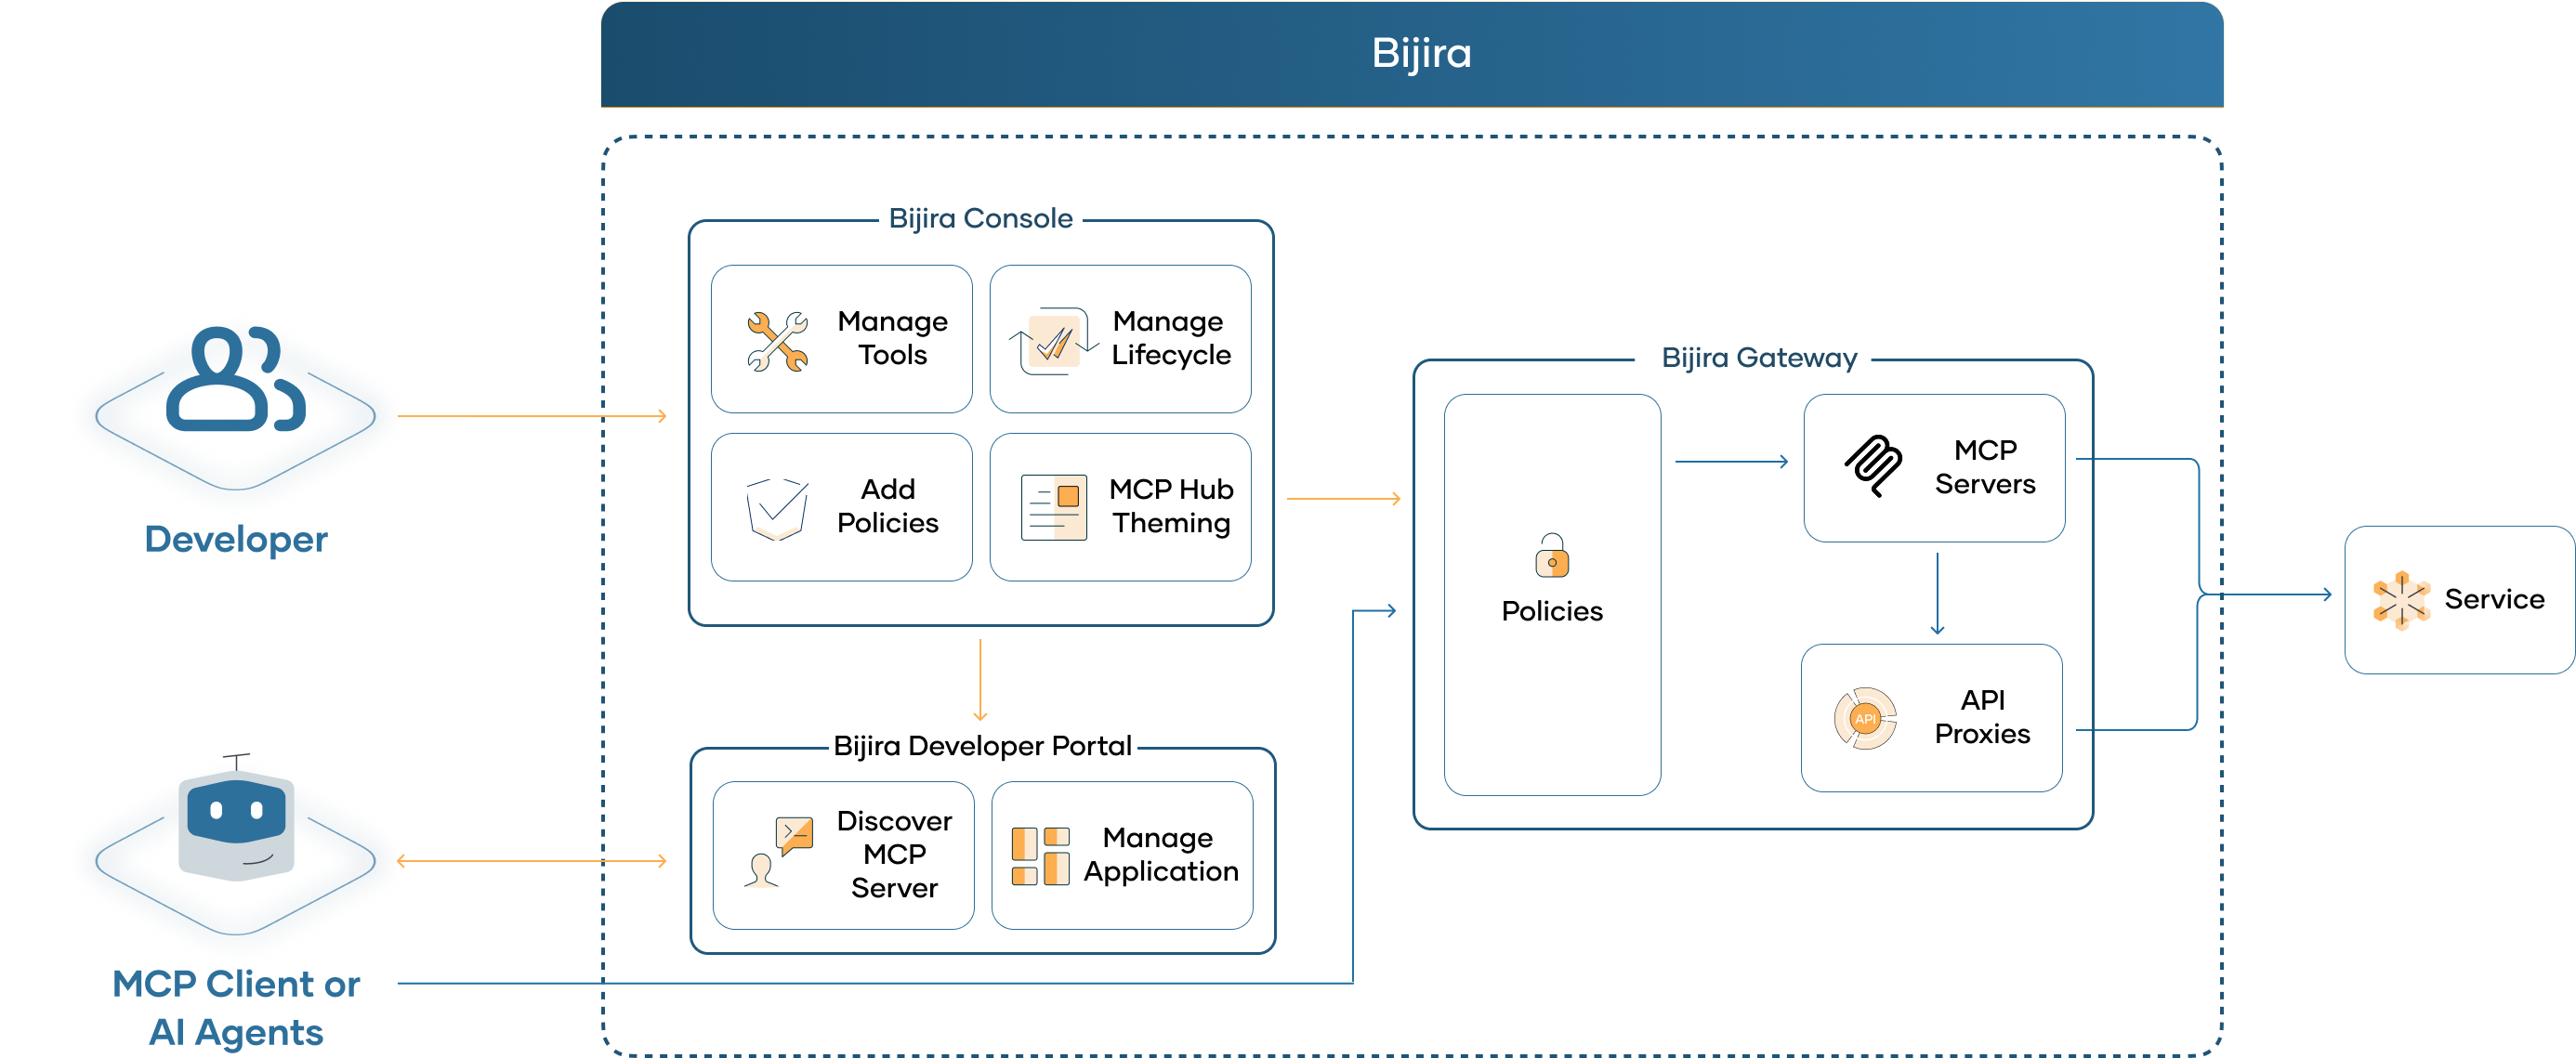 Bijira
Bijira Console
Manage
Tools
Manage
Lifecycle
Add
Policies
MCP Hub
Theming
Developer
Bijira Gateway
Policies
MCP
Servers
API
API
Proxies
Service
Bijira Developer Portal
Discover
MCP
Server
Manage
Application
MCP Client or
AI Agents